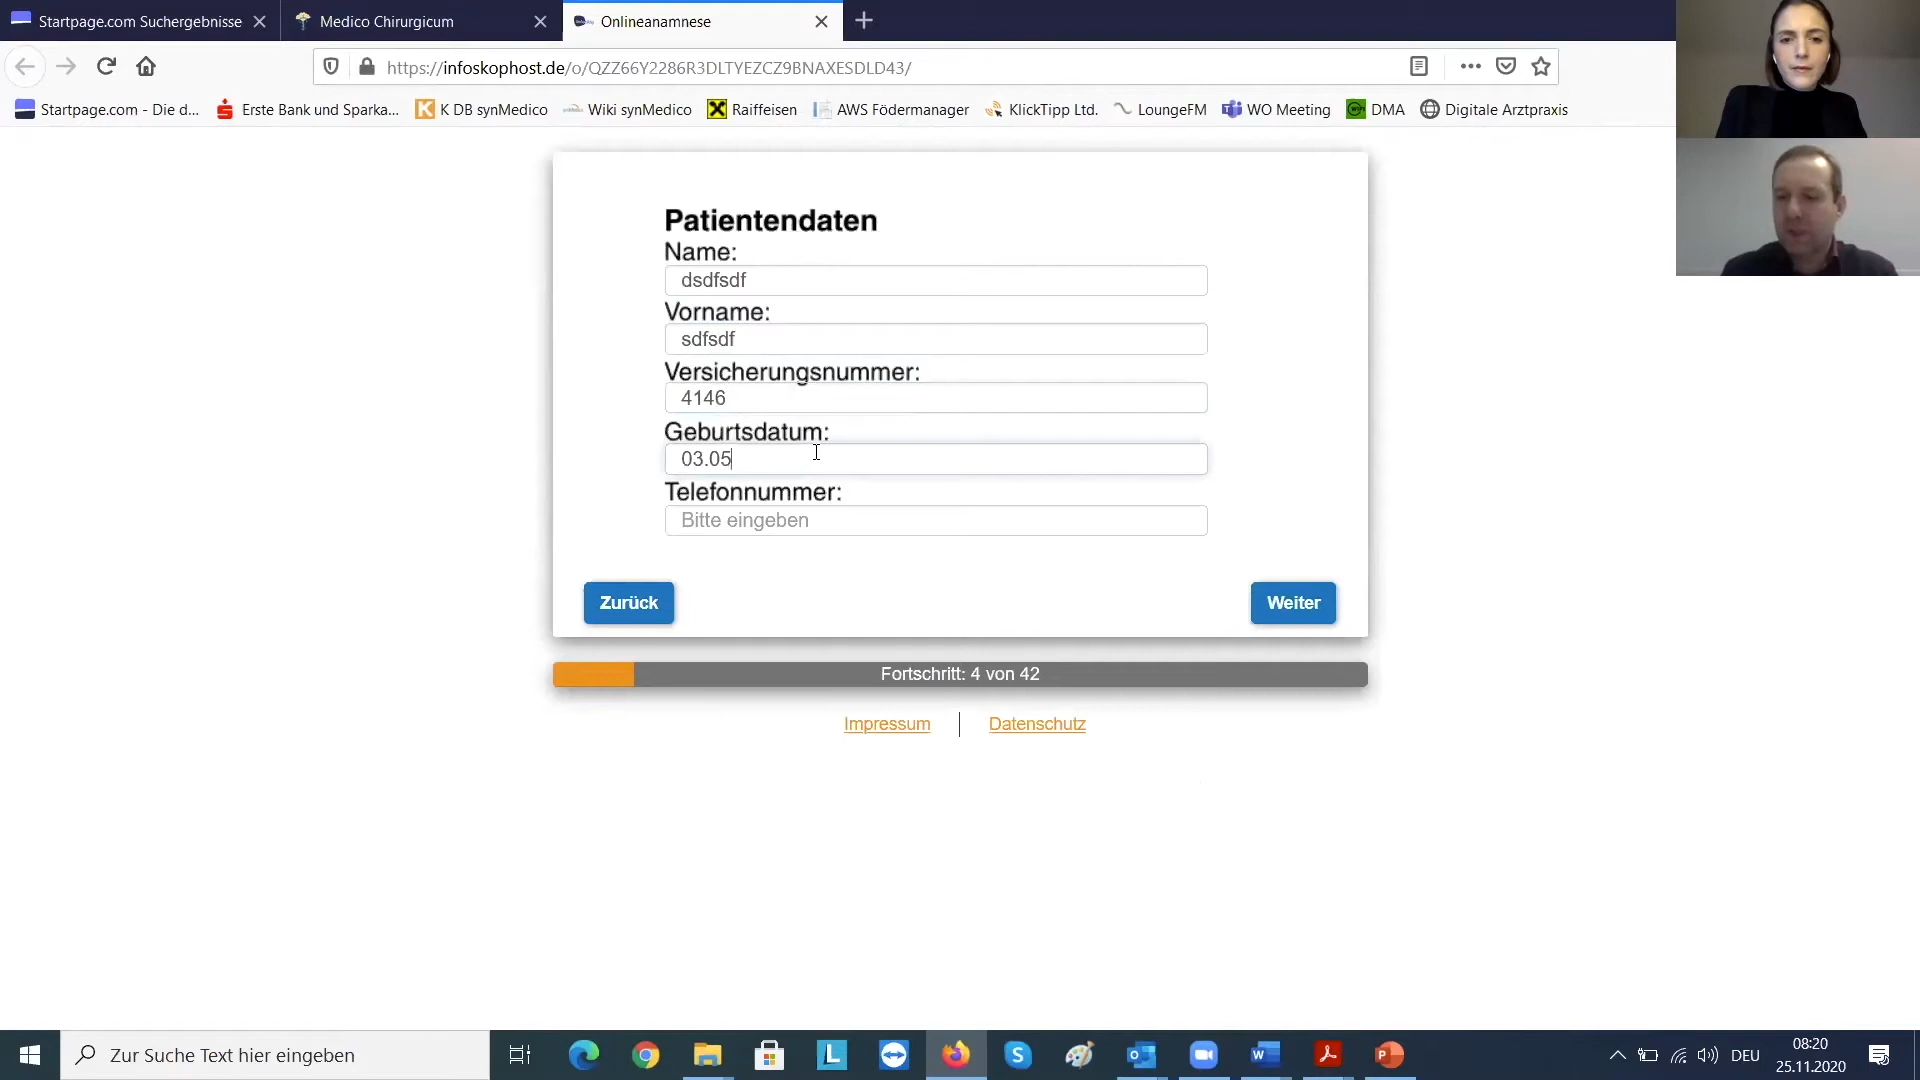 Startpage.com Suchergebnisse
Medico Chirurgicum
Onlineanamnese
https://infoskophost.de/o/QZZ66Y2286R3DLTYEZCZ9BNAXESDLD43/
Startpage.com - Die d... Erste Bank und Sparka... K DB synMedico Wiki synMedico Raiffeisen AWS Födermanager KlickTipp Ltd. LoungeFM WO Meeting DMA Digitale Arztpraxis
Patientendaten
Name:
dsdfsdf
Vorname:
sdfsdf
Versicherungsnummer:
4146
Geburtsdatum:
03.05
Telefonnummer:
Bitte eingeben
Zurück
Weiter
Fortschritt: 4 von 42
Impressum | Datenschutz
Zur Suche Text hier eingeben
DEU
08:20
25.11.2020